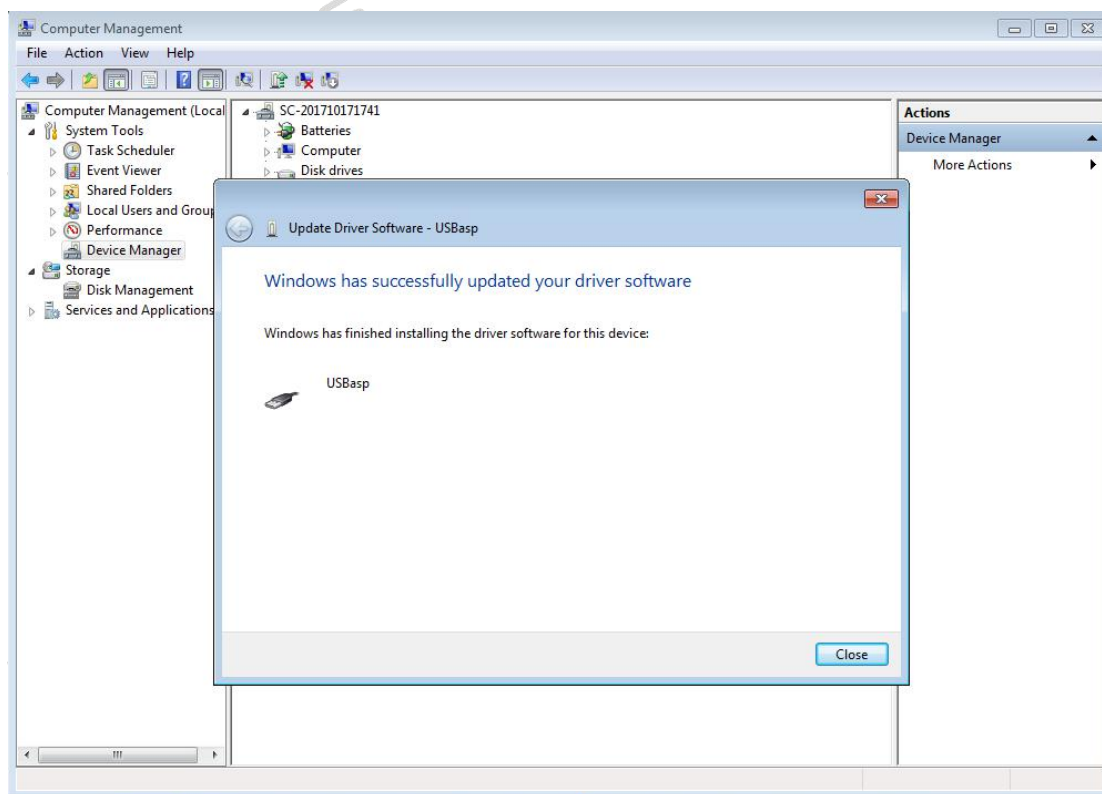 Computer Management
File Action View Help
Computer Management (Local
System Tools
Task Scheduler
Event Viewer
Shared Folders
Local Users and Group
Performance
Device Manager
Storage
Disk Management
Services and Applications
SC-201710171741
Batteries
Computer
Disk drives
Update Driver Software - USBasp
Windows has successfully updated your driver software
Windows has finished installing the driver software for this device:
USBasp
Close
Actions
Device Manager
More Actions